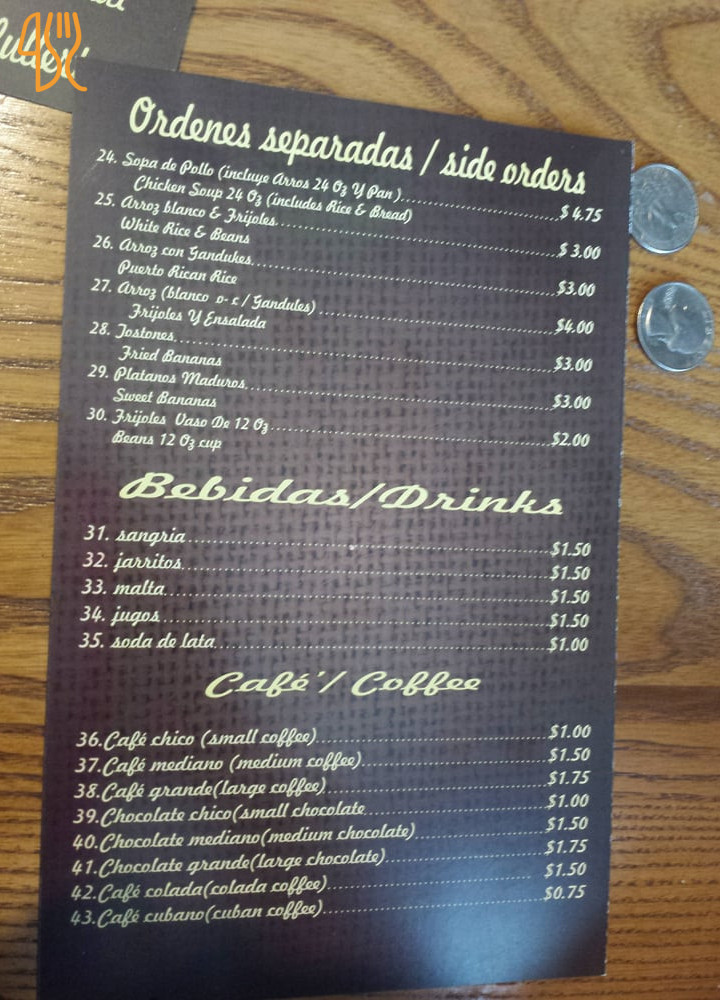 Ordenes separadas / side orders
24. Sopa de Pollo (incluye Arros 24 Oz Y Pan)..........$4.75
Chicken Soup 24 Oz (includes Rice & Bread)
25. Arroz blanco & Frijoles..........$3.00
White Rice & Beans
26. Arroz con Gandukes..........$3.00
Puerto Rican Rice
27. Arroz (blanco o-c/Gandules)..........$4.00
Frijoles Y Ensalada
28. Tostones..........$3.00
Fried Bananas
29. Platanos Maduros..........$3.00
Sweet Bananas
30. Frijoles Vaso De 12 Oz..........$2.00
Beans 12 Oz cup
Bebidas/Drinks
31. sangria..........$1.50
32. jarritos..........$1.50
33. malta..........$1.50
34. jugos..........$1.50
35. soda de lata..........$1.00
Café'/ Coffee
36.Café chico (small coffee)..........$1.00
37.Café mediano (medium coffee)..........$1.50
38.Café grande(large coffee)..........$1.75
39.Chocolate chico(small chocolate..........$1.00
40.Chocolate mediano(medium chocolate)..........$1.50
41.Chocolate grande(large chocolate)..........$1.75
42.Café colada(colada coffee)..........$1.50
43.Café cubano(cuban coffee)..........$0.75